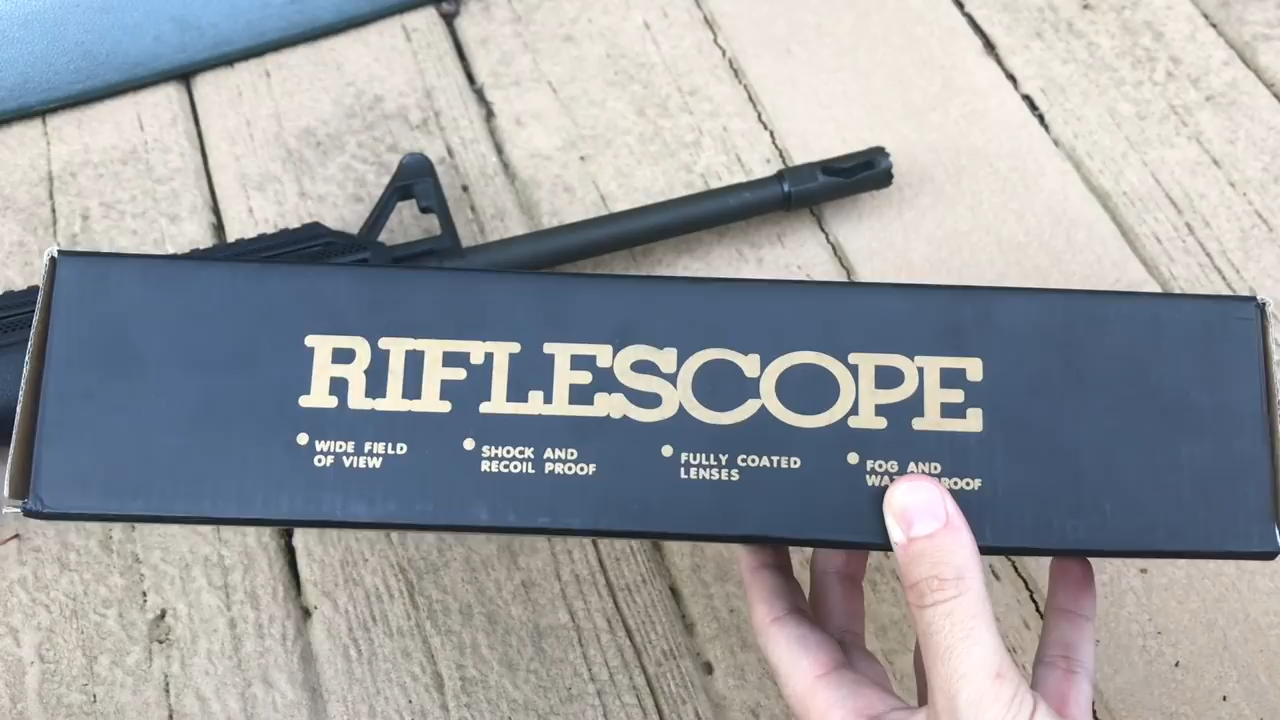 RIFLESCOPE
WIDE FIELD
OF VIEW
SHOCK AND
RECOIL PROOF
FULLY COATED
LENSES
FOG AND